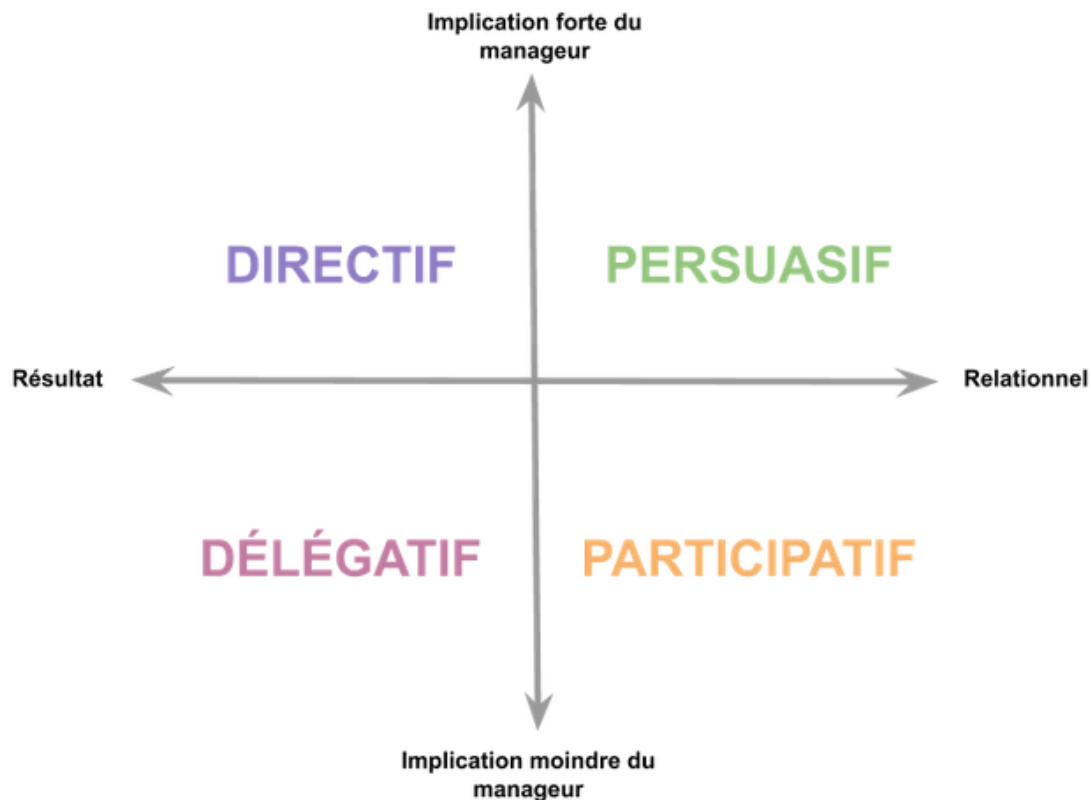 Implication forte du
manageur
DIRECTIF
PERSUASIF
Résultat
Relationnel
DÉLÉGATIF
PARTICIPATIF
Implication moindre du
manageur